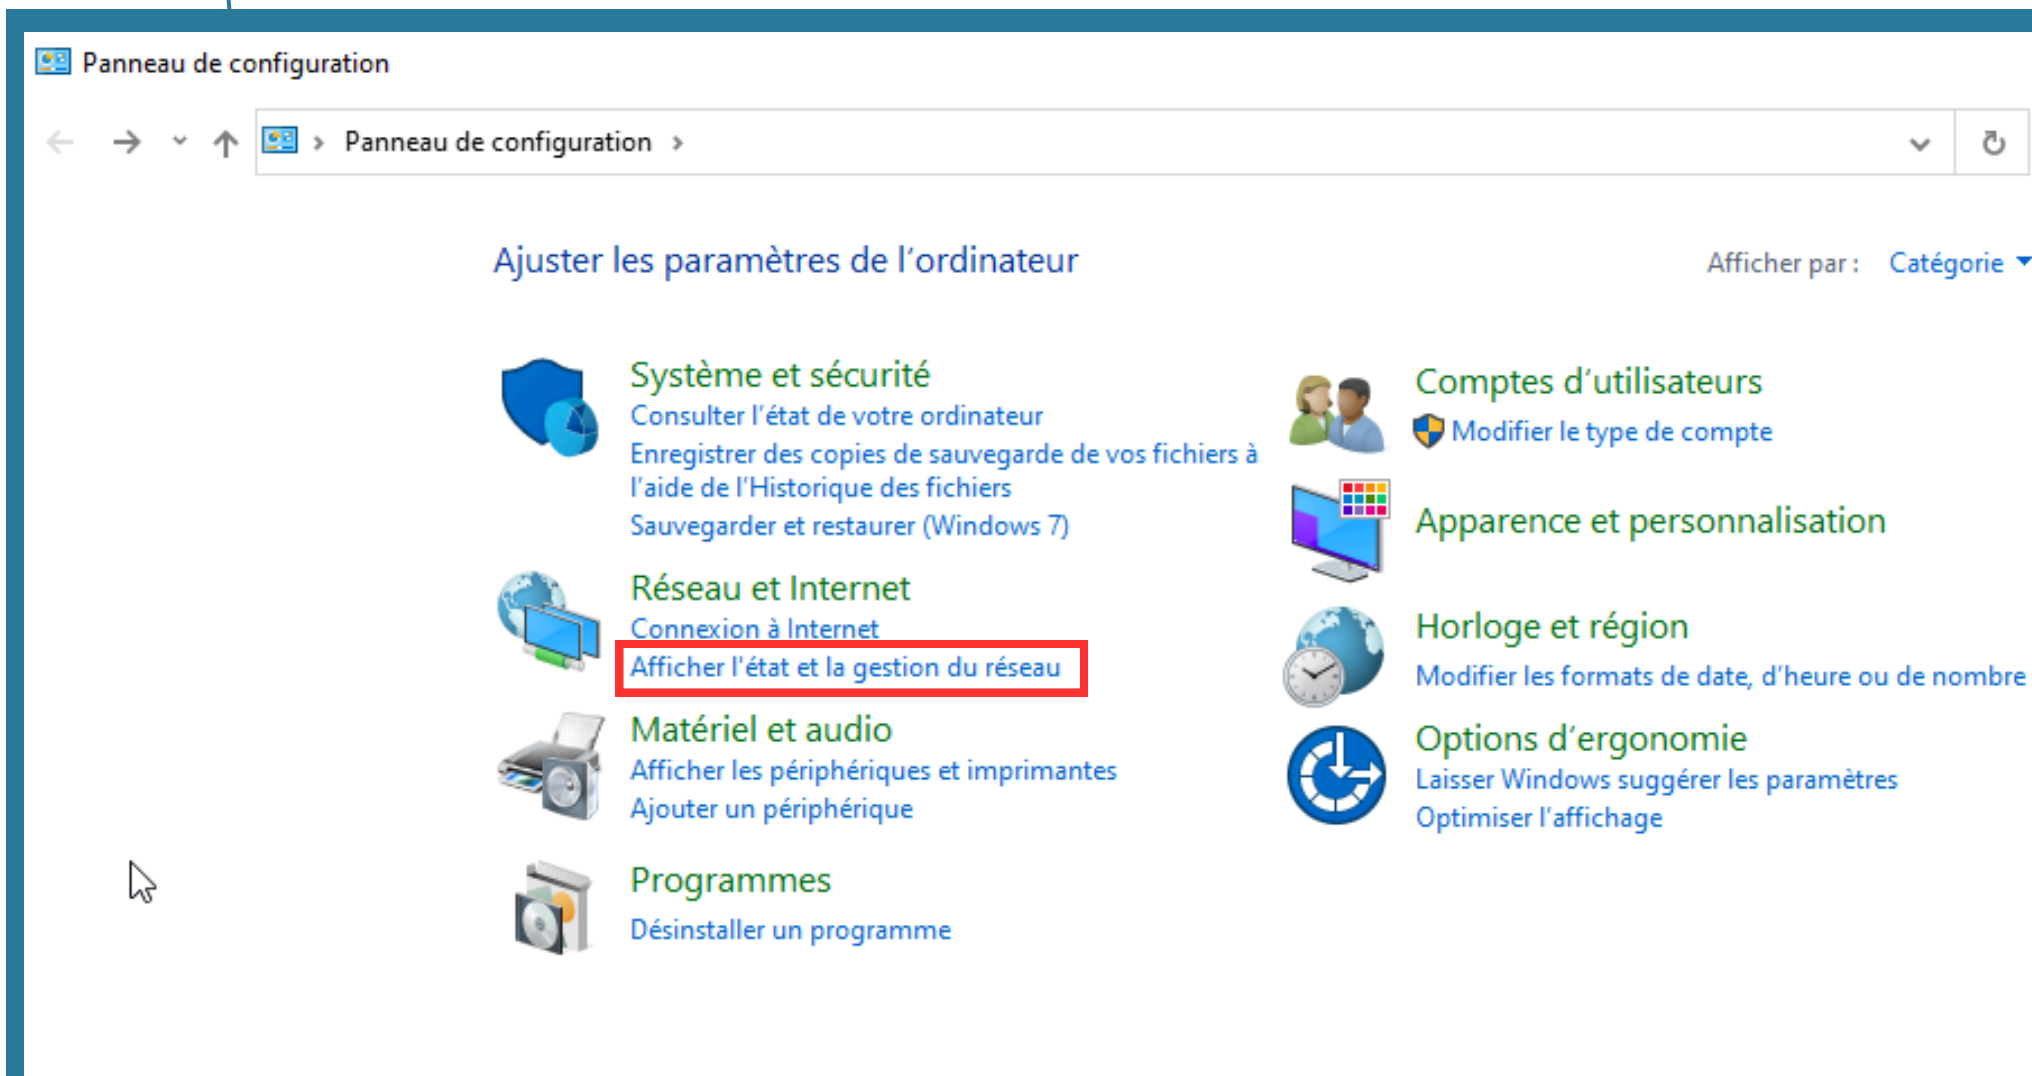 Panneau de configuration
Panneau de configuration
Ajuster les paramètres de l’ordinateur
Afficher par : Catégorie
Système et sécurité
Consulter l’état de votre ordinateur
Enregistrer des copies de sauvegarde de vos fichiers à
l’aide de l’Historique des fichiers
Sauvegarder et restaurer (Windows 7)
Réseau et Internet
Connexion à Internet
Afficher l'état et la gestion du réseau
Matériel et audio
Afficher les périphériques et imprimantes
Ajouter un périphérique
Programmes
Désinstaller un programme
Comptes d’utilisateurs
Modifier le type de compte
Apparence et personnalisation
Horloge et région
Modifier les formats de date, d’heure ou de nombre
Options d’ergonomie
Laisser Windows suggérer les paramètres
Optimiser l’affichage